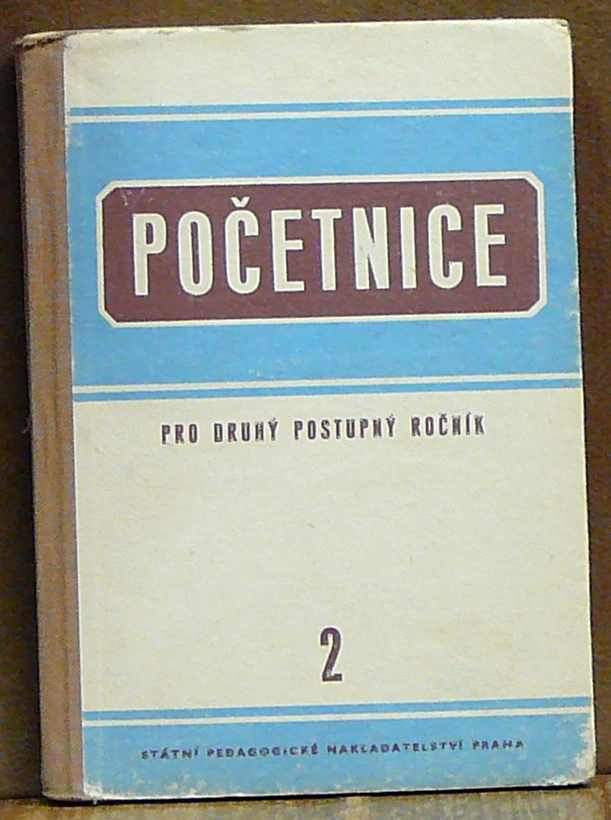 POČETNICE
PRO DRUHÝ POSTUPNÝ ROČNÍK
2
STÁTNÍ PEDAGOGICKÉ NAKLADATELSTVÍ PRAHA